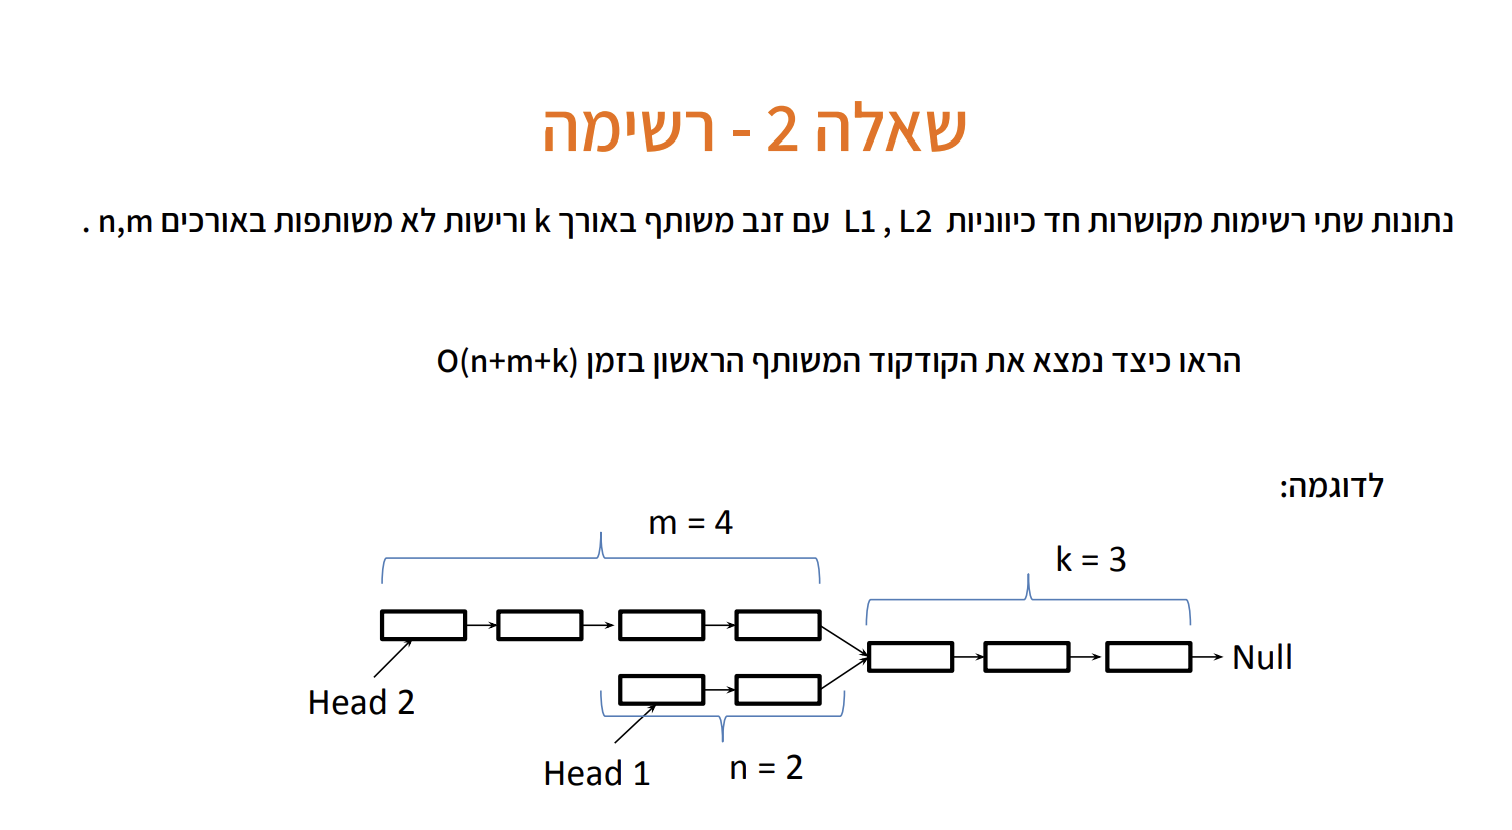 שאלה 2 - רשימה
נתונות שתי רשימות מקושרות חד כיווניות L1 , L2 עם זנב משותף באורך k ורישות לא משותפות באורכים n,m .
הראו כיצד נמצא את הקודקוד המשותף הראשון בזמן O(n+m+k)
לדוגמה:
m = 4
k = 3
Null
Head 2
n = 2
Head 1